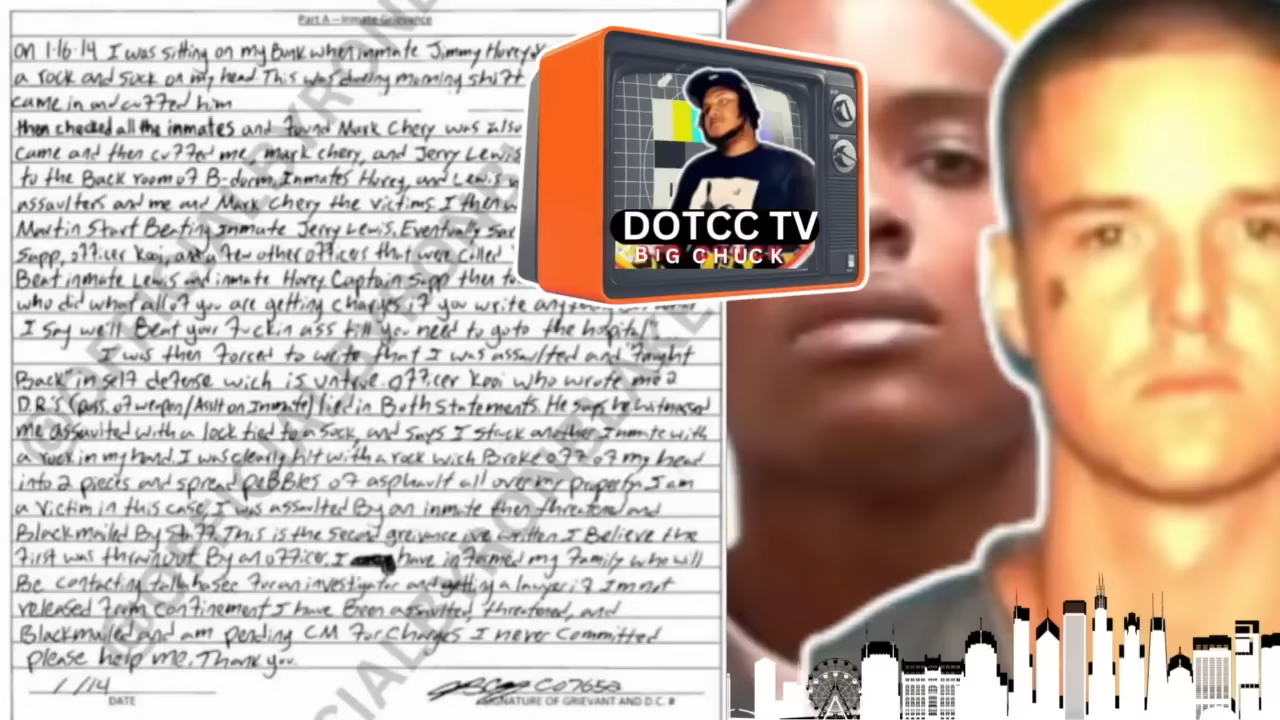 Part A – Inmate Grievance
On 1·16·14 I was sitting on my Bunk when inmate Jimmy
a rock and Sock on my head. This was during morning shift
came in and cuffed him
then checked all the inmates and found Mark Chery was also
Came and then cuffed me, mark chery, and Jerry Lewis
to the Back room of B-dorm. Inmates Horey, and Lewis
assaulters and me and Mark Chery the victims. I then
Martin Start Beating Inmate Jerry Lewis. Eventually
Sapp, officer Kooi, and a few other officers that were called
Beat inmate Lewis and inmate Horey. Captain Sapp then
who did what all of you are getting charges if you write
I Say we'll Beat your fuckin ass till you need to go to the hospital"
I was then forced to write that I was assaulted and "fought
Back" in self defense wich is untrue. Officer Kooi who wrote me 2
D.R'S (poss. of weapon/Asslt on Inmate) lied in Both Statements. He says he witnessed
me assaulted with a lock tied to a Sock, and says I stuck another Inmate with
a rock in my hand. I was clearly hit with a rock wich Broke off of my head
into 2 pieces and spread peBBles of asphault all over my property. I am
a Victim in this case, I was assaulted By an inmate then threatened and
Blackmailed By Staff. This is the Second greivance ive written I Believe the
first was thrown out By an officer. I have informed my Family who will
Be contacting tallahasee for an investigator and getting a lawyer if I'm not
released from confinement I have Been assaulted, threatened, and
Blackmailed and am pending C.M For Charges I never Committed
please help me. Thank you.
1 /14
C07652
DATE
SIGNATURE OF GRIEVANT AND D.C. #
DOTCC TV
BIG CHUCK